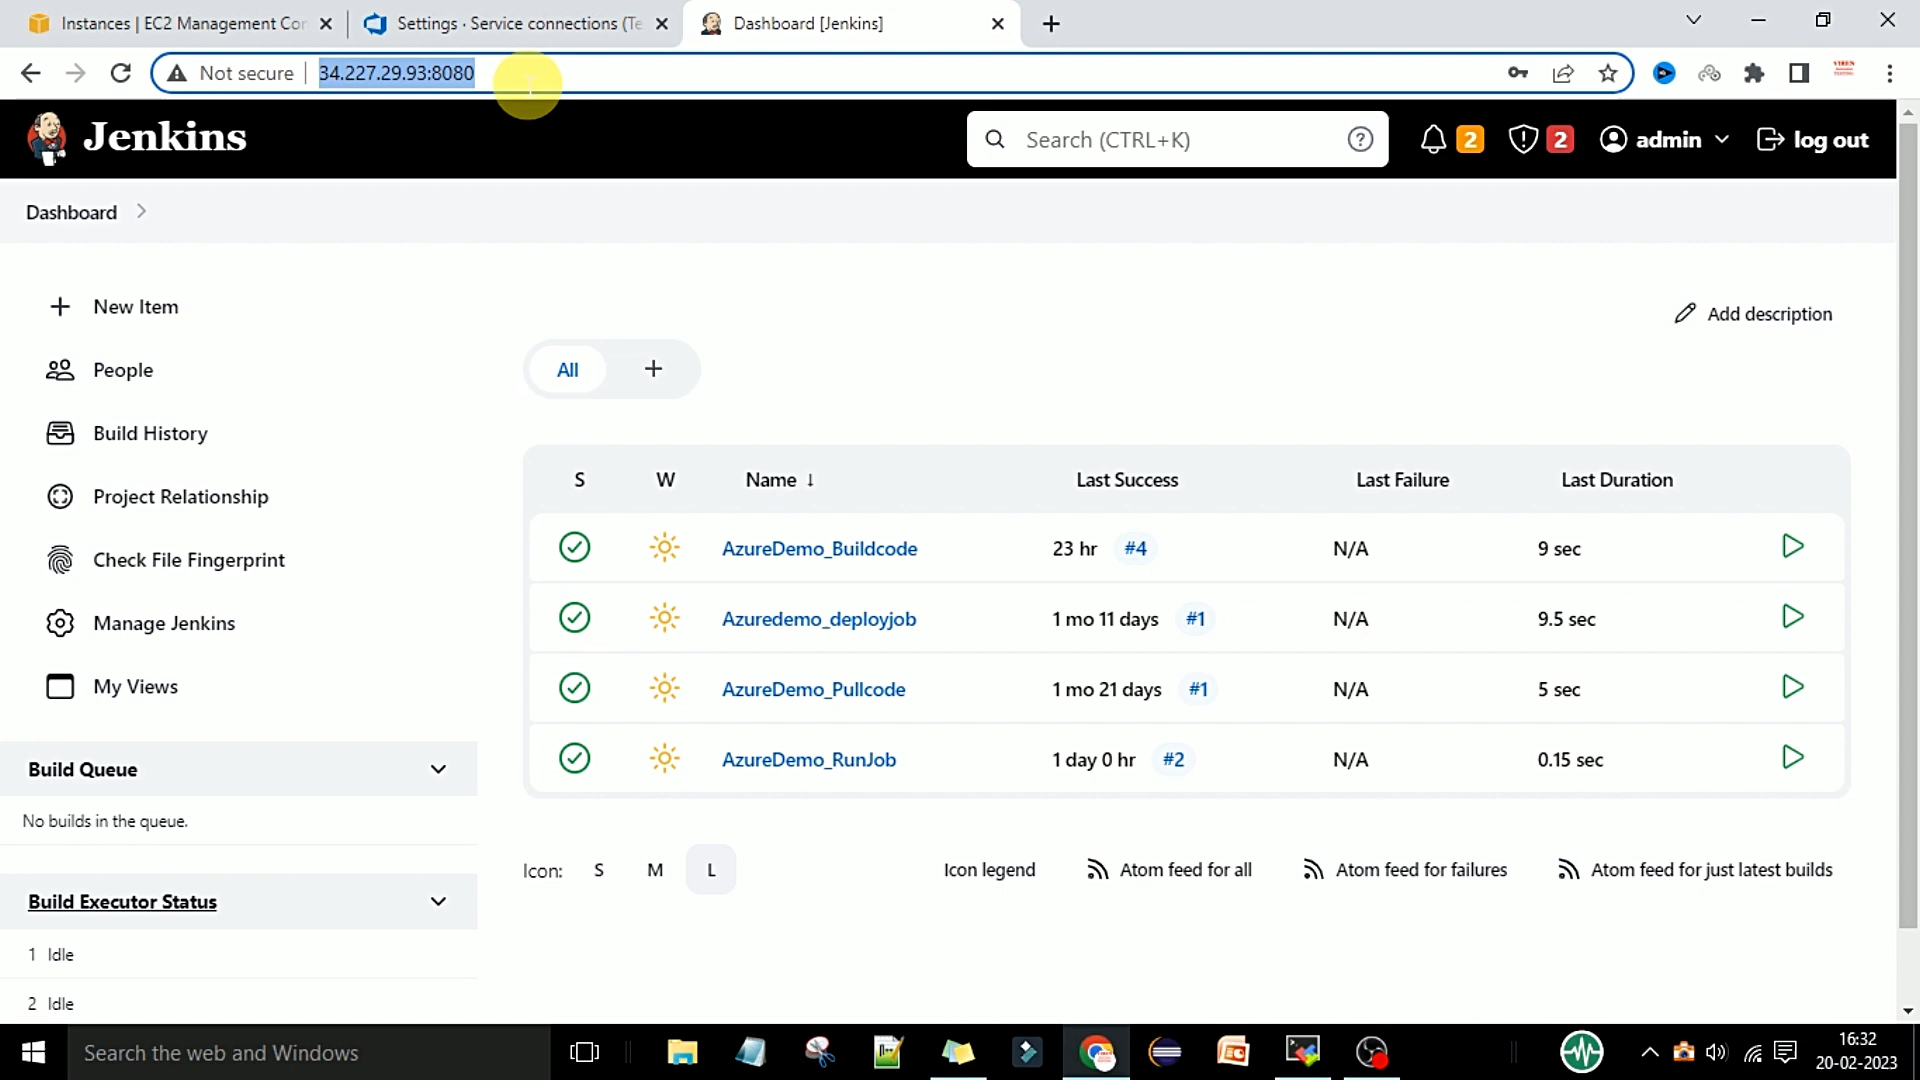 Instances | EC2 Management Con
Settings · Service connections (Te
Dashboard [Jenkins]
Not secure
34.227.29.93:8080
Jenkins
Search (CTRL+K)
2
2
admin
log out
Dashboard
New Item
People
Build History
Project Relationship
Check File Fingerprint
Manage Jenkins
My Views
Build Queue
No builds in the queue.
Build Executor Status
1 Idle
2 Idle
Add description
All +
S W Name ↓ Last Success Last Failure Last Duration
AzureDemo_Buildcode 23 hr #4 N/A 9 sec
Azuredemo_deployjob 1 mo 11 days #1 N/A 9.5 sec
AzureDemo_Pullcode 1 mo 21 days #1 N/A 5 sec
AzureDemo_RunJob 1 day 0 hr #2 N/A 0.15 sec
Icon: S M L
Icon legend
Atom feed for all
Atom feed for failures
Atom feed for just latest builds
Search the web and Windows
16:32
20-02-2023